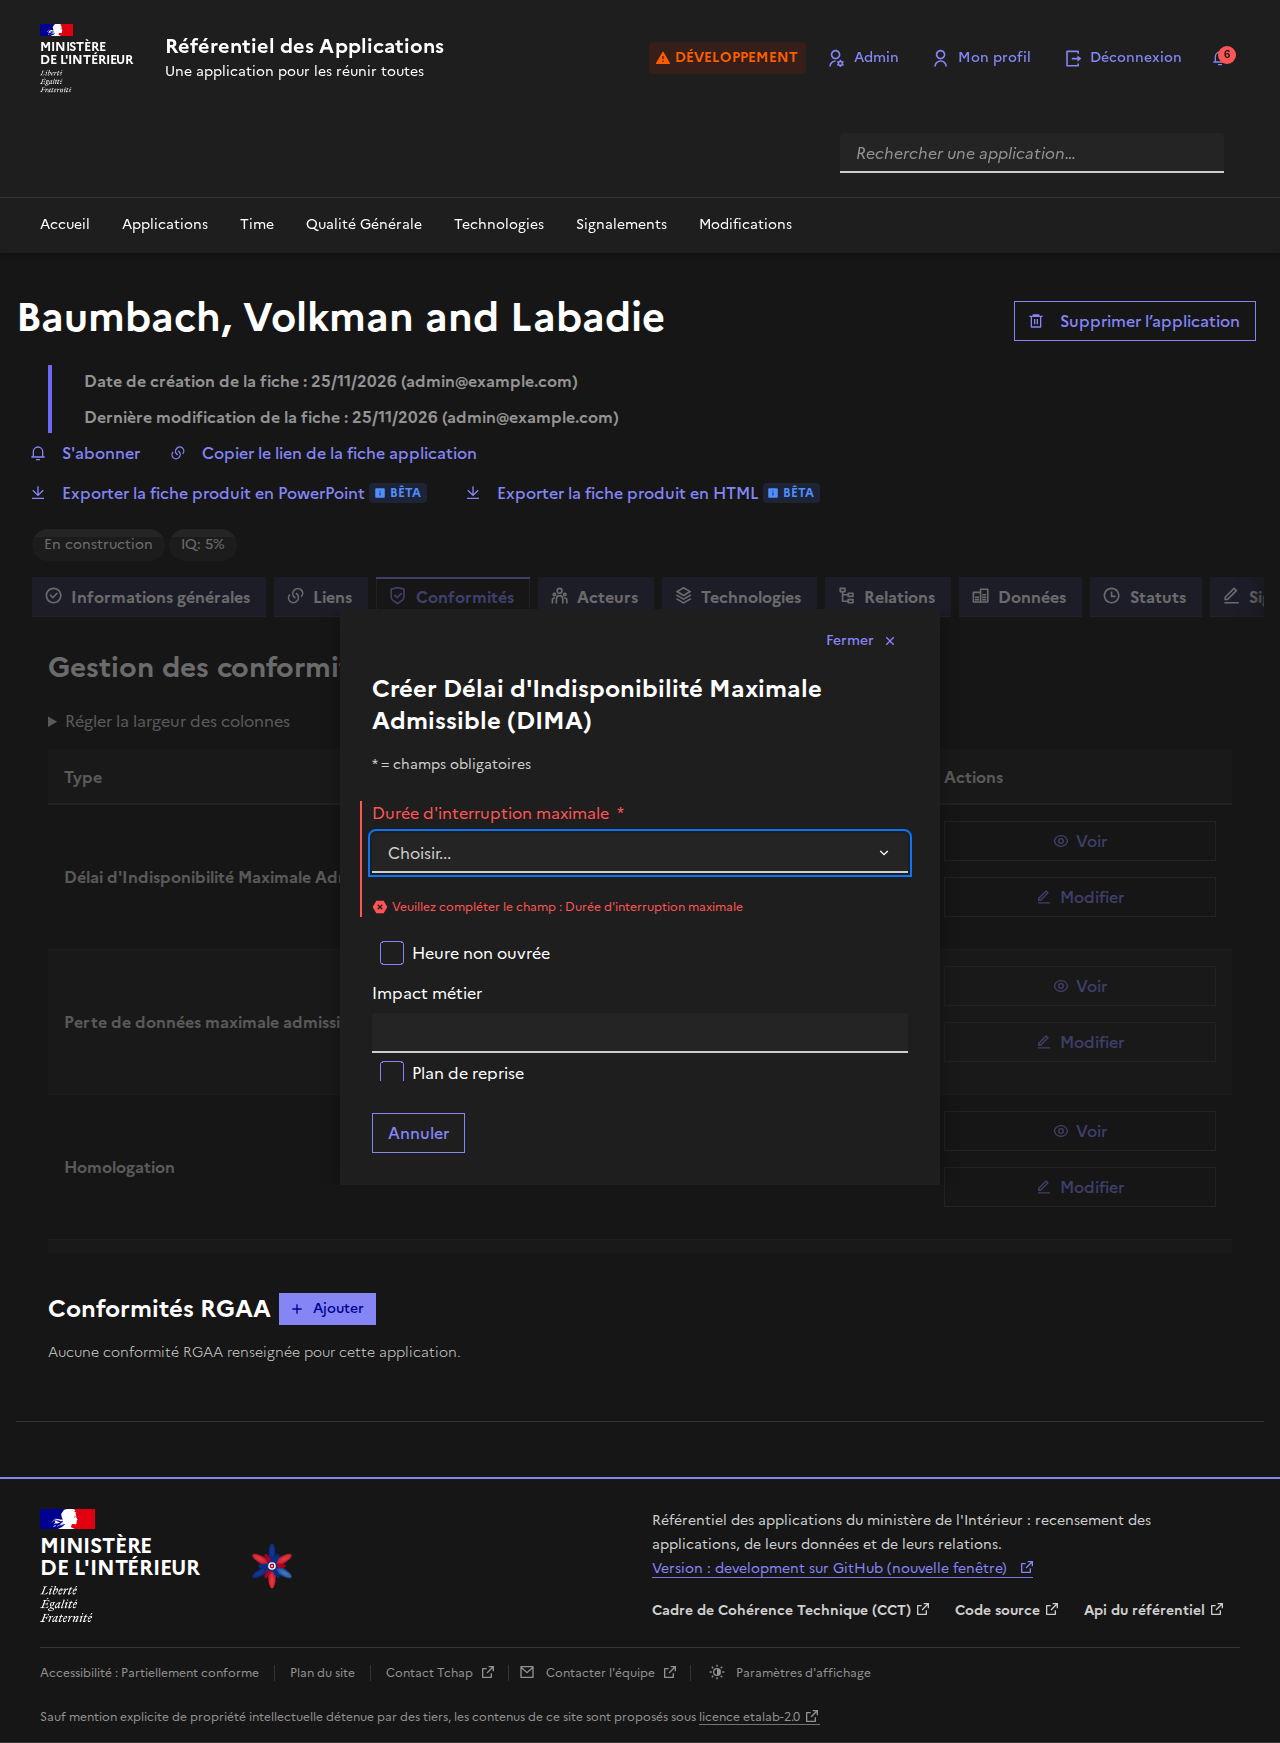 MINISTÈRE
DE L'INTÉRIEUR
Liberté
Égalité
Fraternité
Référentiel des Applications
Une application pour les réunir toutes
DÉVELOPPEMENT
Admin
Mon profil
Déconnexion
6
Rechercher une application...
Accueil
Applications
Time
Qualité Générale
Technologies
Signalements
Modifications
Baumbach, Volkman and Labadie
Supprimer l’application
Date de création de la fiche : 25/11/2026 (admin@example.com)
Dernière modification de la fiche : 25/11/2026 (admin@example.com)
S'abonner
Copier le lien de la fiche application
Exporter la fiche produit en PowerPoint BÊTA
Exporter la fiche produit en HTML BÊTA
En construction
IQ: 5%
Informations générales
Liens
Conformités
Acteurs
Technologies
Relations
Données
Statuts
Gestion des
Régler la largeur des colonnes
Type
Actions
Délai d'Indisponibilité Maximale
Voir
Modifier
Perte de données maximale
Voir
Modifier
Homologation
Voir
Modifier
Fermer
Créer Délai d'Indisponibilité Maximale
Admissible (DIMA)
* = champs obligatoires
Durée d'interruption maximale *
Choisir...
Veuillez compléter le champ : Durée d'interruption maximale
Heure non ouvrée
Impact métier
Plan de reprise
Annuler
Conformités RGAA
Ajouter
Aucune conformité RGAA renseignée pour cette application.
MINISTÈRE
DE L'INTÉRIEUR
Liberté
Égalité
Fraternité
Référentiel des applications du ministère de l'Intérieur : recensement des
applications, de leurs données et de leurs relations.
Version : development sur GitHub (nouvelle fenêtre)
Cadre de Cohérence Technique (CCT)
Code source
Api du référentiel
Accessibilité : Partiellement conforme
Plan du site
Contact Tchap
Contacter l'équipe
Paramètres d'affichage
Sauf mention explicite de propriété intellectuelle détenue par des tiers, les contenus de ce site sont proposés sous licence etalab-2.0